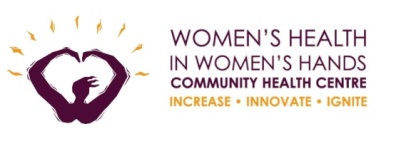 WOMEN'S HEALTH
IN WOMEN'S HANDS
COMMUNITY HEALTH CENTRE
INCREASE • INNOVATE • IGNITE